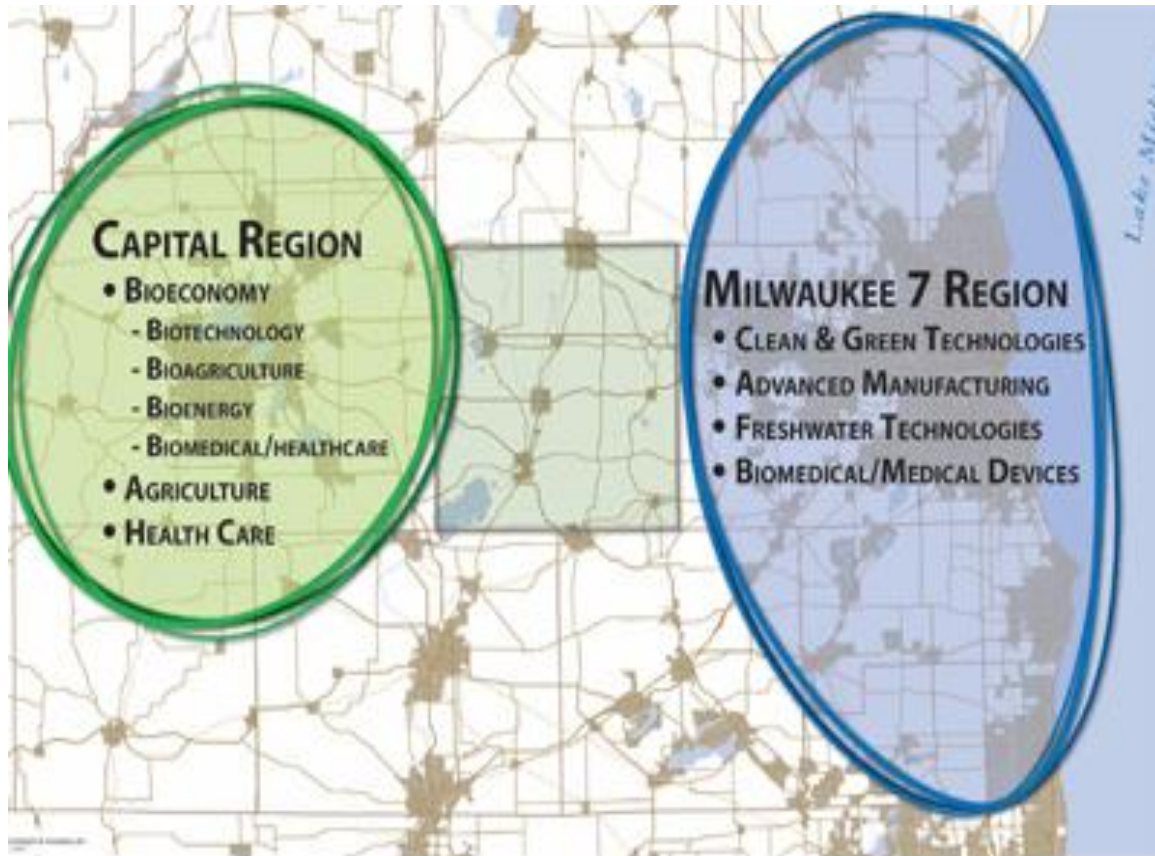 CAPITAL REGION
• BIOECONOMY
- BIOTECHNOLOGY
- BIOAGRICULTURE
- BIOENERGY
- BIOMEDICAL/HEALTHCARE
• AGRICULTURE
• HEALTH CARE
MILWAUKEE 7 REGION
• CLEAN & GREEN TECHNOLOGIES
• ADVANCED MANUFACTURING
• FRESHWATER TECHNOLOGIES
• BIOMEDICAL/MEDICAL DEVICES
Lake